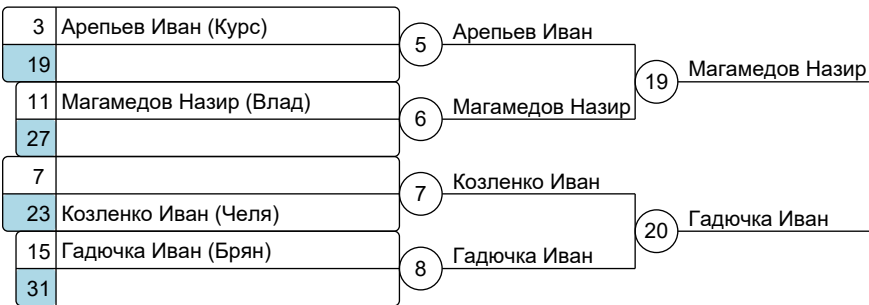 3 Арепьев Иван (Курс)
19
11 Магамедов Назир (Влад)
27
7
23 Козленко Иван (Челя)
15 Гадючка Иван (Брян)
31
5 Арепьев Иван
6 Магамедов Назир
7 Козленко Иван
8 Гадючка Иван
19 Магамедов Назир
20 Гадючка Иван